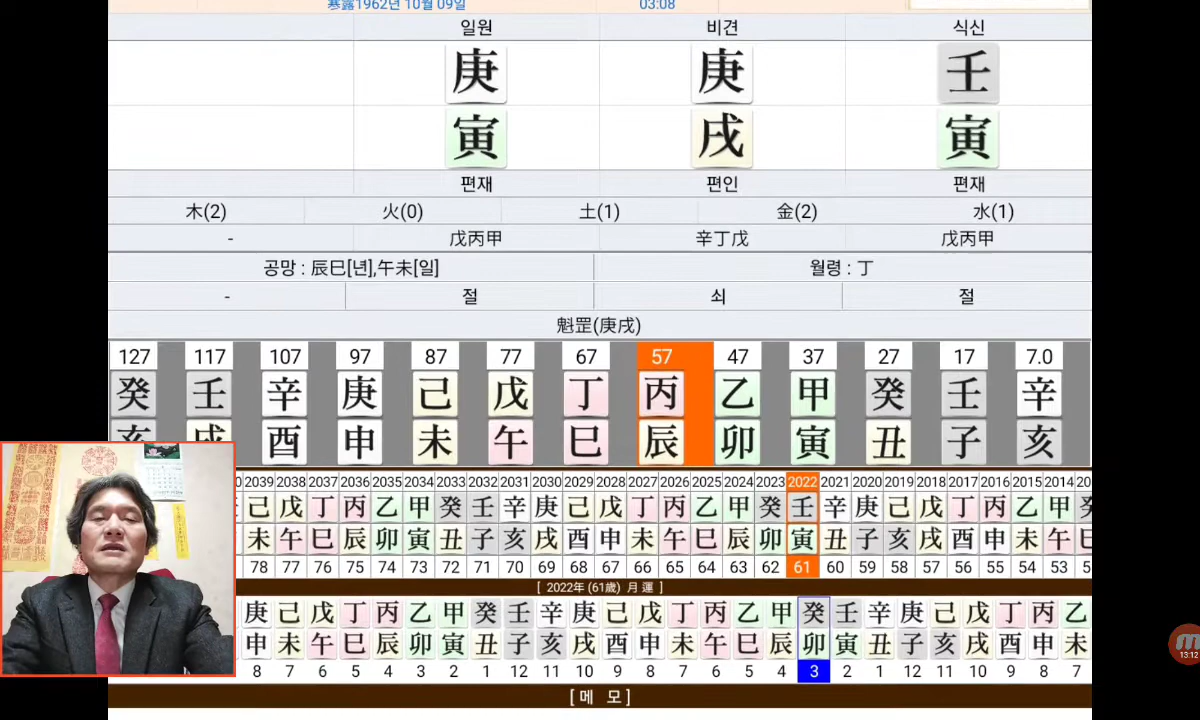 寒露1962년 10월 09일 03:08
일원 비견 식신
庚 庚 壬
寅 戌 寅
편재 편인 편재
木(2) 火(0) 土(1) 金(2) 水(1)
- 戊丙甲 辛丁戊 戊丙甲
공망 : 辰巳[년],午未[일] 월령 : 丁
- 절 쇠 절
魁罡(庚戌)
127 117 107 97 87 77 67 57 47 37 27 17 7.0
癸 壬 辛 庚 己 戊 丁 丙 乙 甲 癸 壬 辛
亥 戌 酉 申 未 午 巳 辰 卯 寅 丑 子 亥
2039 2038 2037 2036 2035 2034 2033 2032 2031 2030 2029 2028 2027 2026 2025 2024 2023 2022 2021 2020 2019 2018 2017 2016 2015 2014
己 戊 丁 丙 乙 甲 癸 壬 辛 庚 己 戊 丁 丙 乙 甲 癸 壬 辛 庚 己 戊 丁 丙 乙 甲
未 午 巳 辰 卯 寅 丑 子 亥 戌 酉 申 未 午 巳 辰 卯 寅 丑 子 亥 戌 酉 申 未 午
78 77 76 75 74 73 72 71 70 69 68 67 66 65 64 63 62 61 60 59 58 57 56 55 54 53
[ 2022년 (61歲) 月 運 ]
庚 己 戊 丁 丙 乙 甲 癸 壬 辛 庚 己 戊 丁 丙 乙 甲 癸 壬 辛 庚 己 戊 丁 丙 乙
申 未 午 巳 辰 卯 寅 丑 子 亥 戌 酉 申 未 午 巳 辰 卯 寅 丑 子 亥 戌 酉 申 未
8 7 6 5 4 3 2 1 12 11 10 9 8 7 6 5 4 3 2 1 12 11 10 9 8 7
[ 메 모 ]
13:12